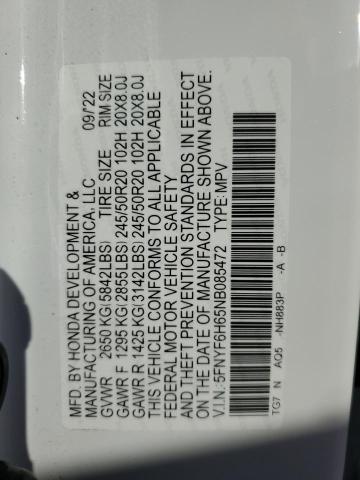 MFD. BY HONDA DEVELOPMENT &
MANUFACTURING OF AMERICA, LLC 09/22
GVWR 2650 KG(5842LBS) TIRE SIZE RIM SIZE
GAWR F 1295 KG(2855LBS) 245/50R20 102H 20X8.0J
GAWR R 1425 KG(3142LBS) 245/50R20 102H 20X8.0J
THIS VEHICLE CONFORMS TO ALL APPLICABLE
FEDERAL MOTOR VEHICLE SAFETY
AND THEFT PREVENTION STANDARDS IN EFFECT
ON THE DATE OF MANUFACTURE SHOWN ABOVE.
V.I.N.:5FNYF6H65NB085472 TYPE:MPV
TG7 N AQ5 -NH883P -A -B